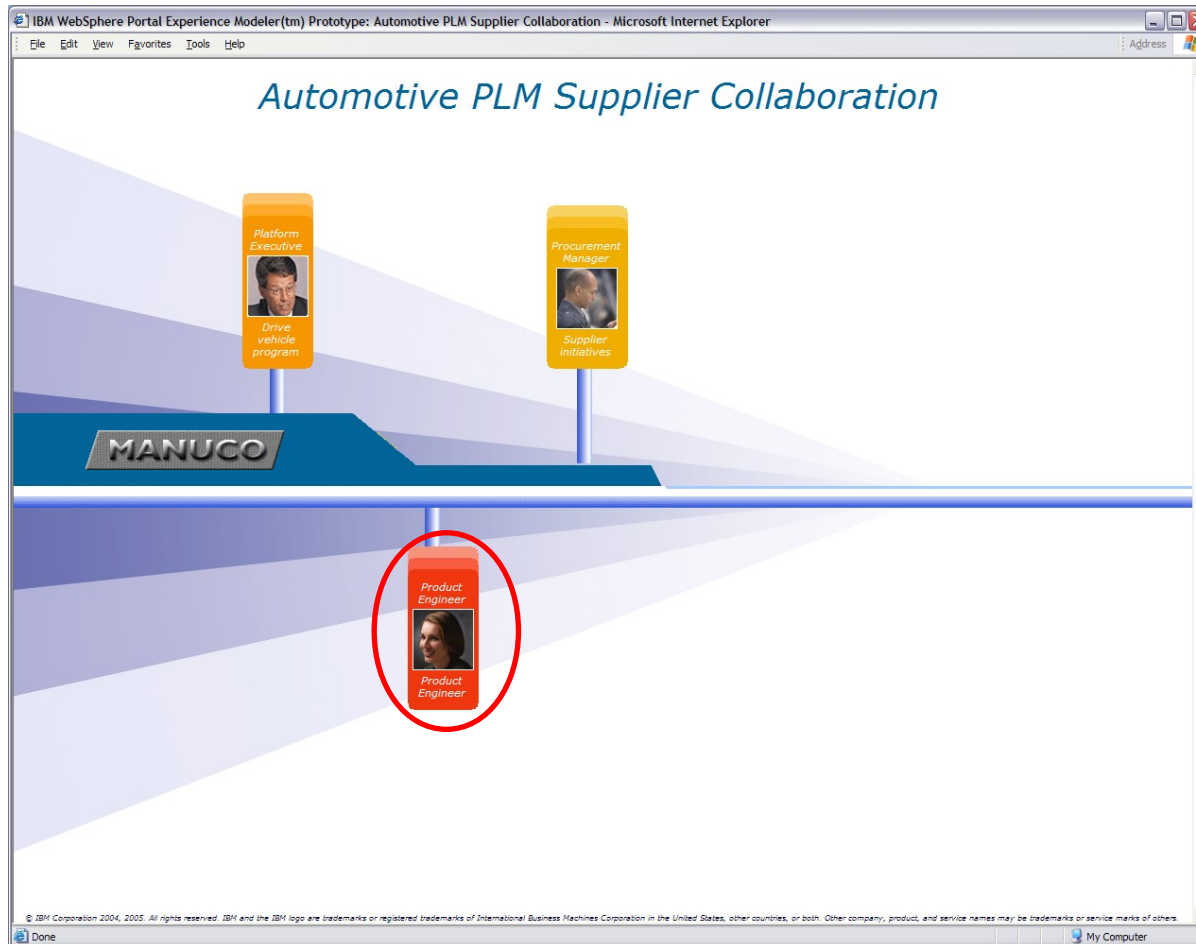 IBM WebSphere Portal Experience Modeler(tm) Prototype: Automotive PLM Supplier Collaboration - Microsoft Internet Explorer
File Edit View Favorites Tools Help Address
Automotive PLM Supplier Collaboration
Platform
Executive
Drive
vehicle
program
Procurement
Manager
Supplier
initiatives
MANUCO
Product
Engineer
Product
Engineer
© IBM Corporation 2004, 2005. All rights reserved. IBM and the IBM logo are trademarks or registered trademarks of International Business Machines Corporation in the United States, other countries, or both. Other company, product, and service names may be trademarks or service marks of others.
Done My Computer